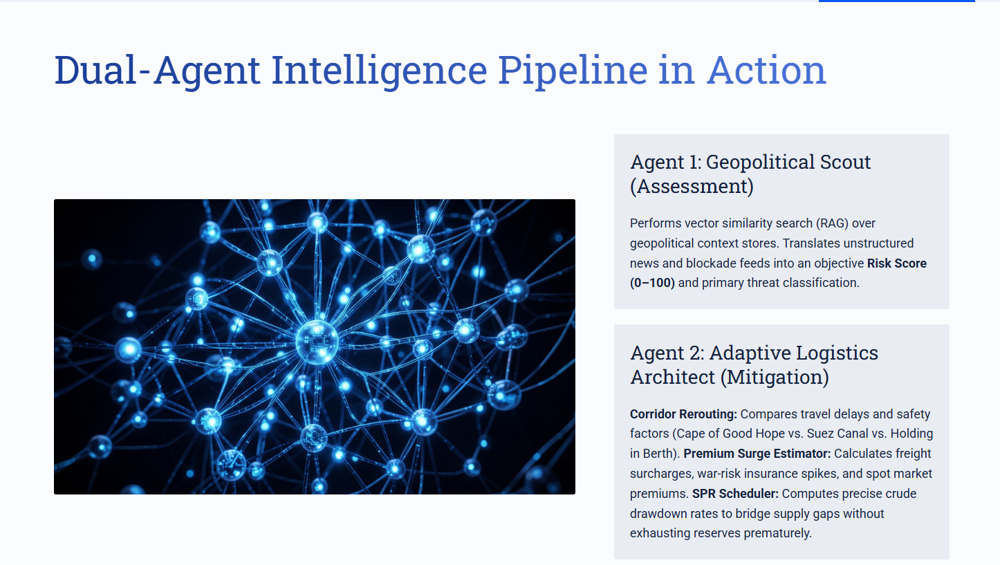 Dual-Agent Intelligence Pipeline in Action
Agent 1: Geopolitical Scout
(Assessment)
Performs vector similarity search (RAG) over
geopolitical context stores. Translates unstructured
news and blockade feeds into an objective Risk Score
(0–100) and primary threat classification.
Agent 2: Adaptive Logistics
Architect (Mitigation)
Corridor Rerouting: Compares travel delays and safety
factors (Cape of Good Hope vs. Suez Canal vs. Holding
in Berth). Premium Surge Estimator: Calculates freight
surcharges, war-risk insurance spikes, and spot market
premiums. SPR Scheduler: Computes precise crude
drawdown rates to bridge supply gaps without
exhausting reserves prematurely.